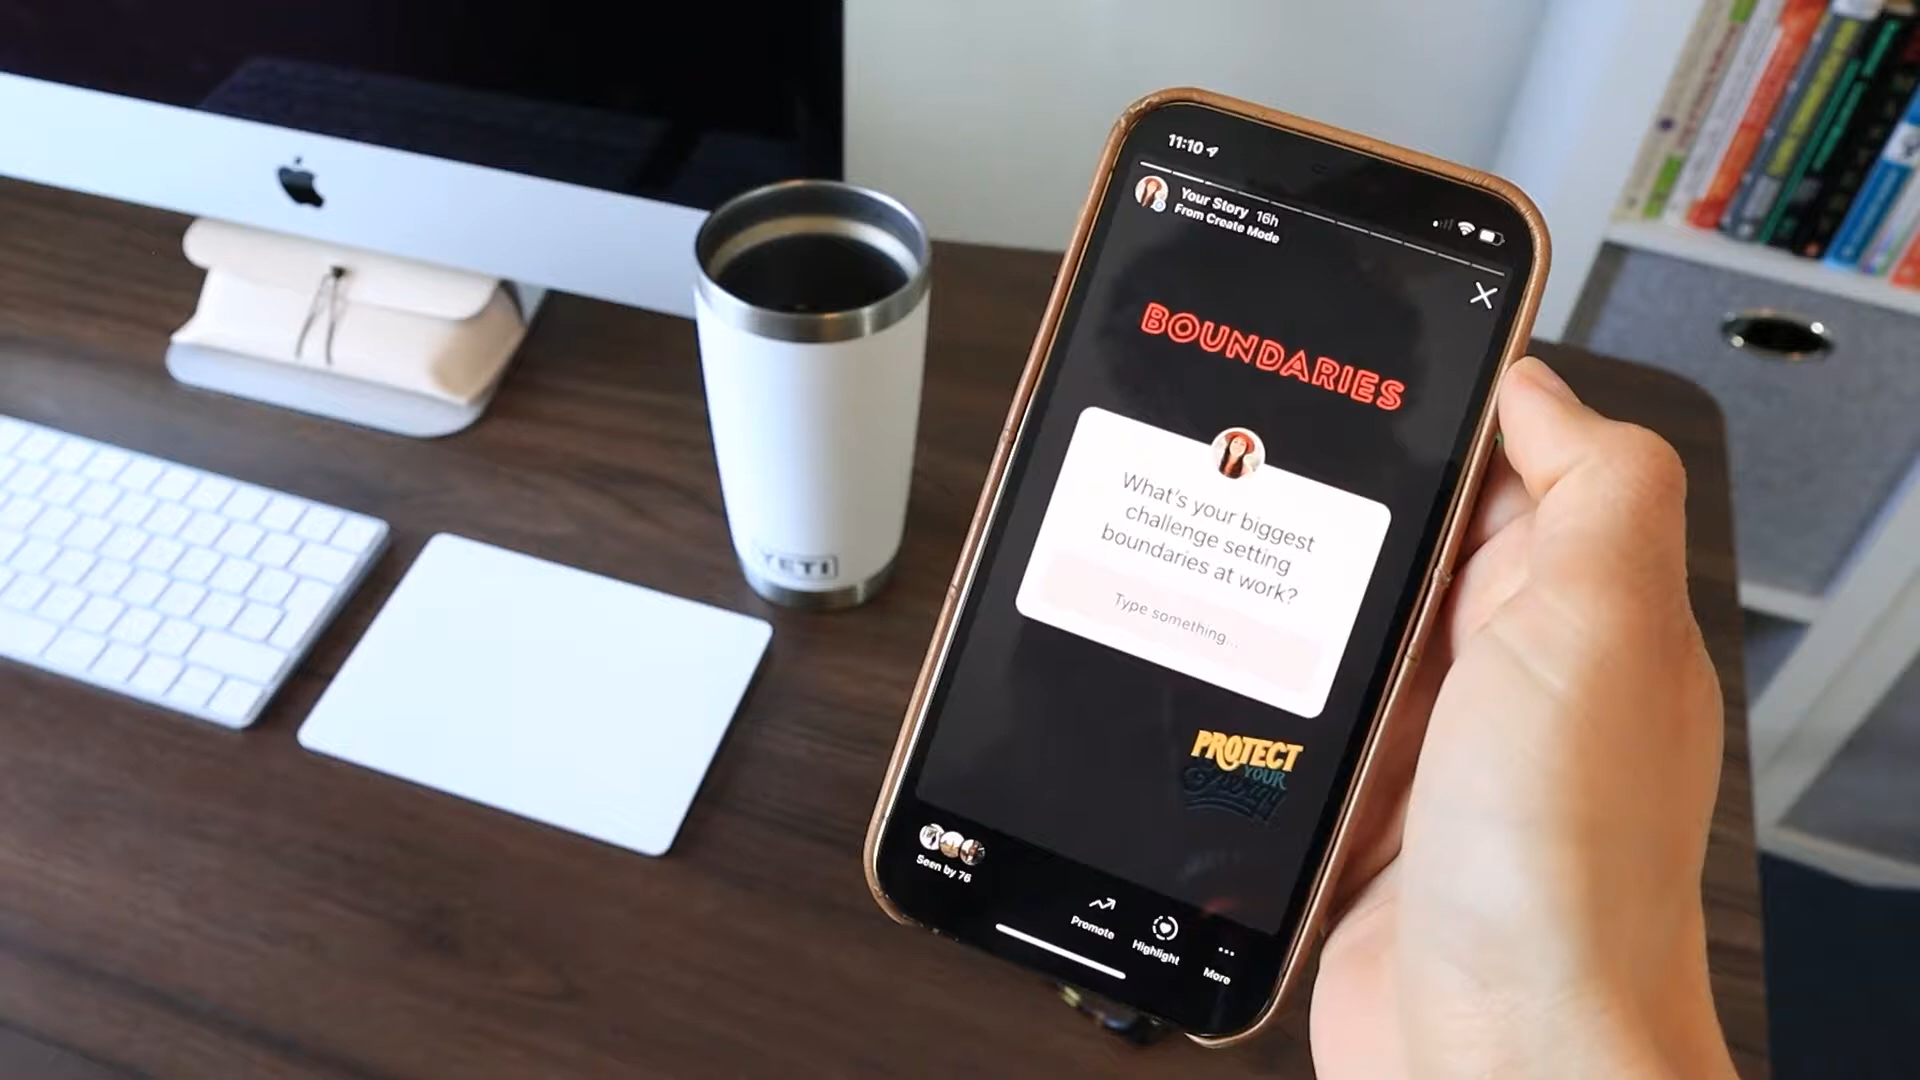 11:10
Your Story 16h
From Create Mode
BOUNDARIES
What's your biggest
challenge setting
boundaries at work?
Type something...
PROTECT
YOUR
Energy
Seen by 76
Promote
Highlight
More
YETI